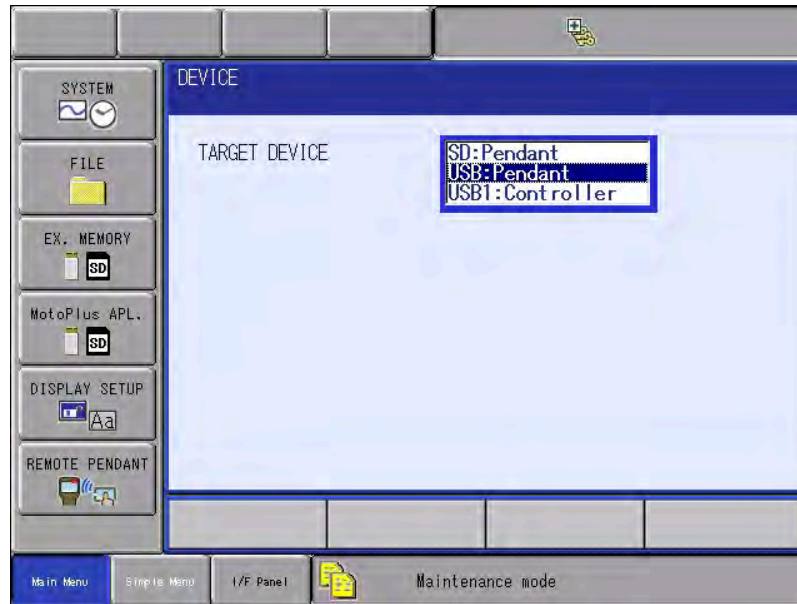 DEVICE
SYSTEM
TARGET DEVICE
SD:Pendant
USB:Pendant
USB1:Controller
FILE
EX. MEMORY
SD
MotoPlus APL.
SD
DISPLAY SETUP
Aa
REMOTE PENDANT
Main Menu
Simple Menu
I/F Panel
Maintenance mode